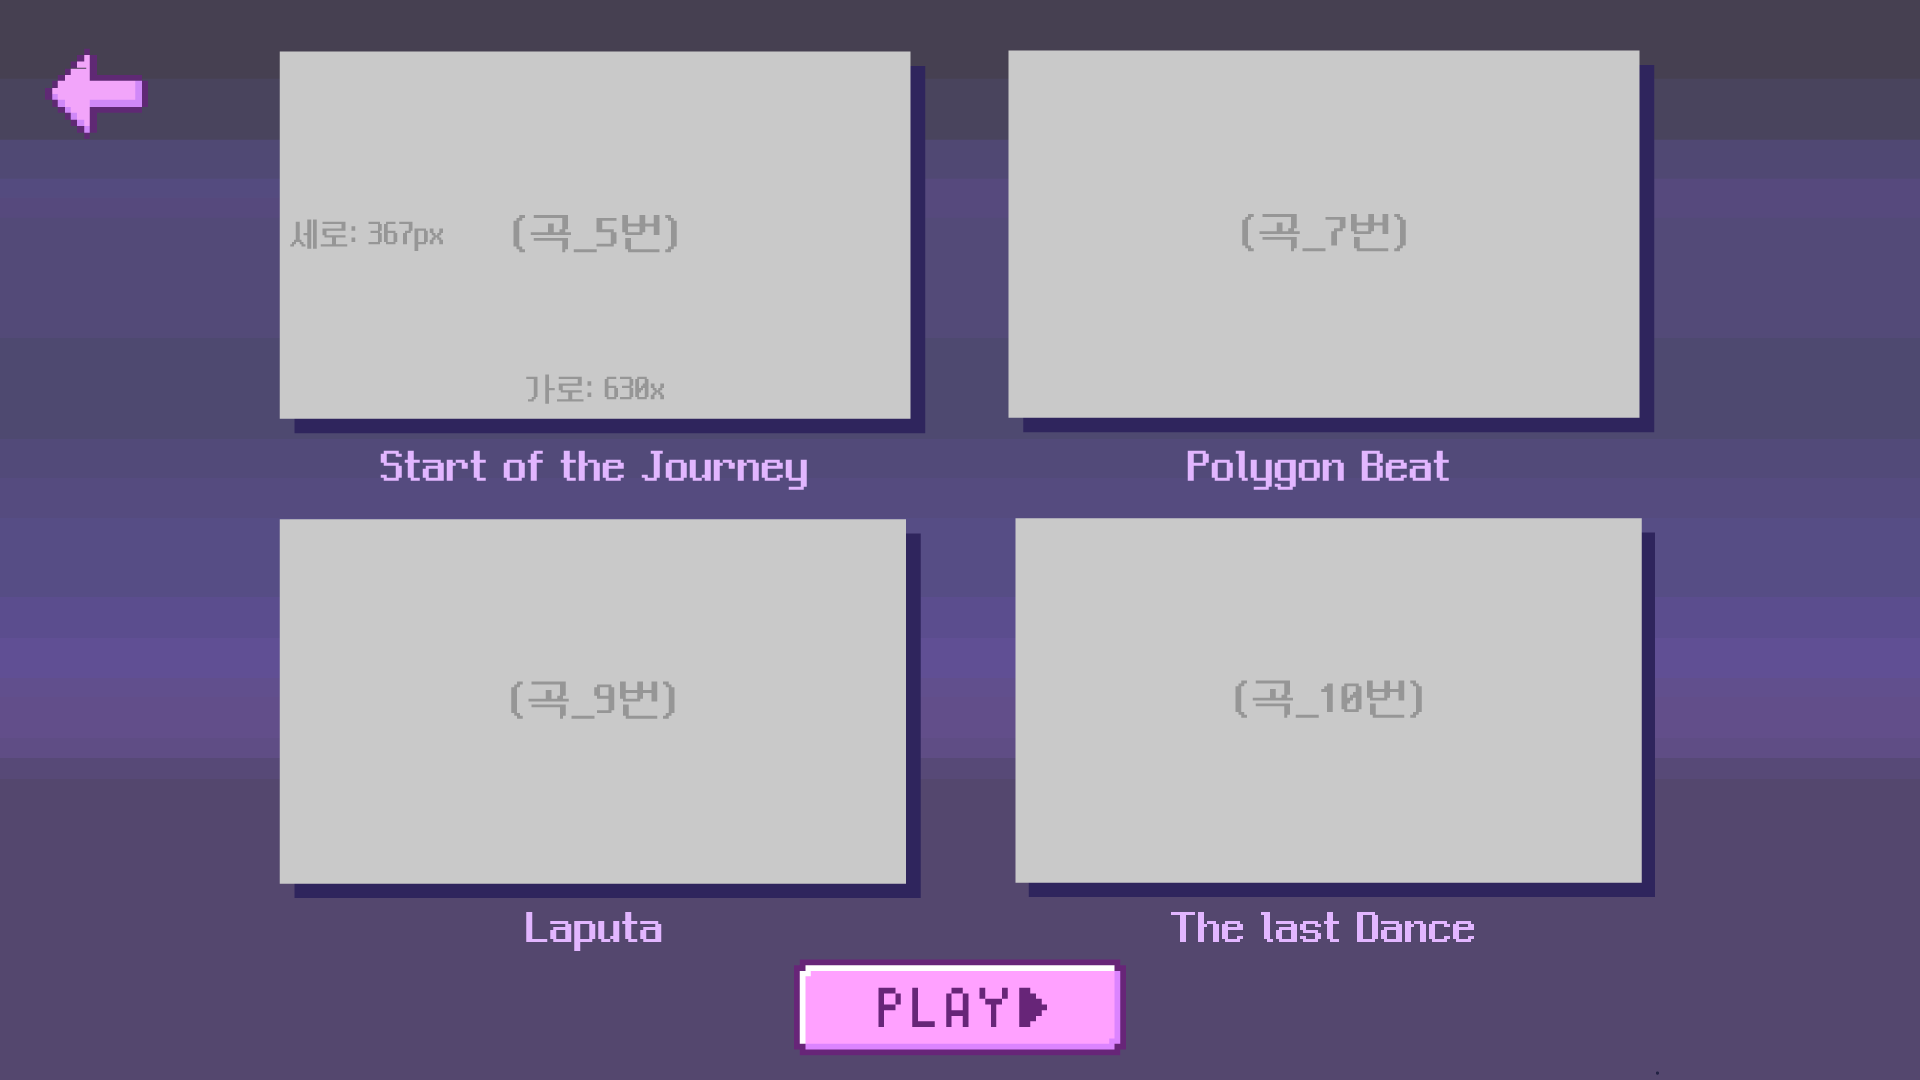 세로: 367px
(곡_5번)
가로: 630x
(곡_7번)
Start of the Journey
Polygon Beat
(곡_9번)
(곡_10번)
Laputa
The last Dance
PLAY